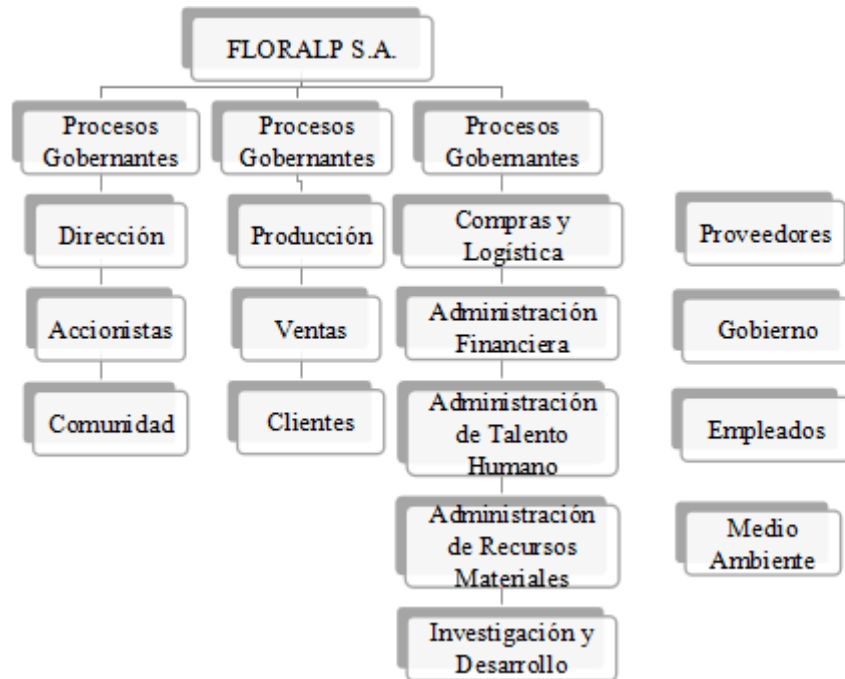 FLORALP S.A.
Procesos
Gobernantes
Procesos
Gobernantes
Procesos
Gobernantes
Dirección
Producción
Compras y
Logística
Proveedores
Accionistas
Ventas
Administración
Financiera
Gobierno
Comunidad
Clientes
Administración
de Talento
Humano
Empleados
Administración
de Recursos
Materiales
Medio
Ambiente
Investigación y
Desarrollo